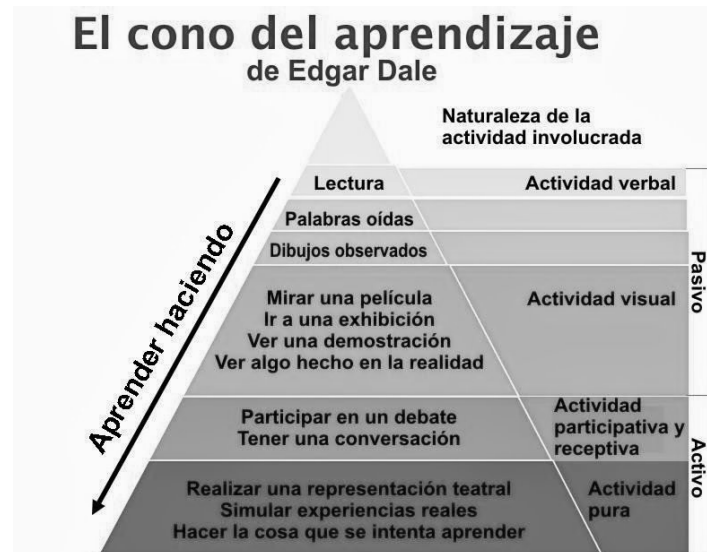 El cono del aprendizaje
de Edgar Dale
Naturaleza de la
actividad involucrada
Lectura
Actividad verbal
Palabras oídas
Dibujos observados
Mirar una película
Ir a una exhibición
Ver una demostración
Ver algo hecho en la realidad
Actividad visual
Pasivo
Participar en un debate
Tener una conversación
Actividad
participativa y
receptiva
Realizar una representación teatral
Simular experiencias reales
Hacer la cosa que se intenta aprender
Actividad
pura
Activo
Aprender haciendo